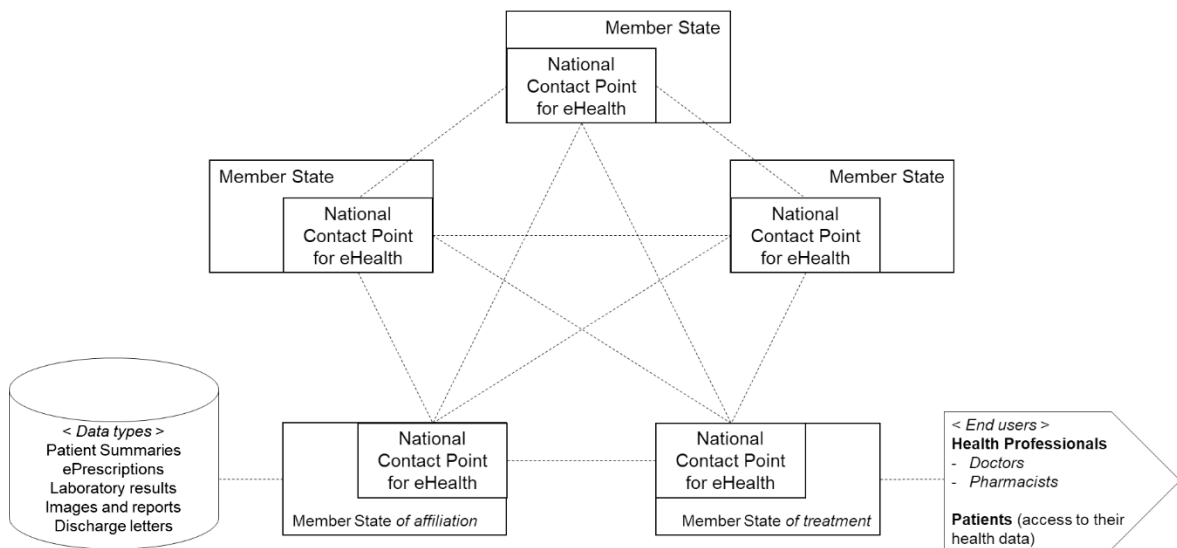 Member State
National
Contact Point
for eHealth
Member State
National
Contact Point
for eHealth
Member State
National
Contact Point
for eHealth
< Data types >
Patient Summaries
ePrescriptions
Laboratory results
Images and reports
Discharge letters
National
Contact Point
for eHealth
Member State of affiliation
National
Contact Point
for eHealth
Member State of treatment
< End users >
Health Professionals
- Doctors
- Pharmacists
Patients (access to their
health data)